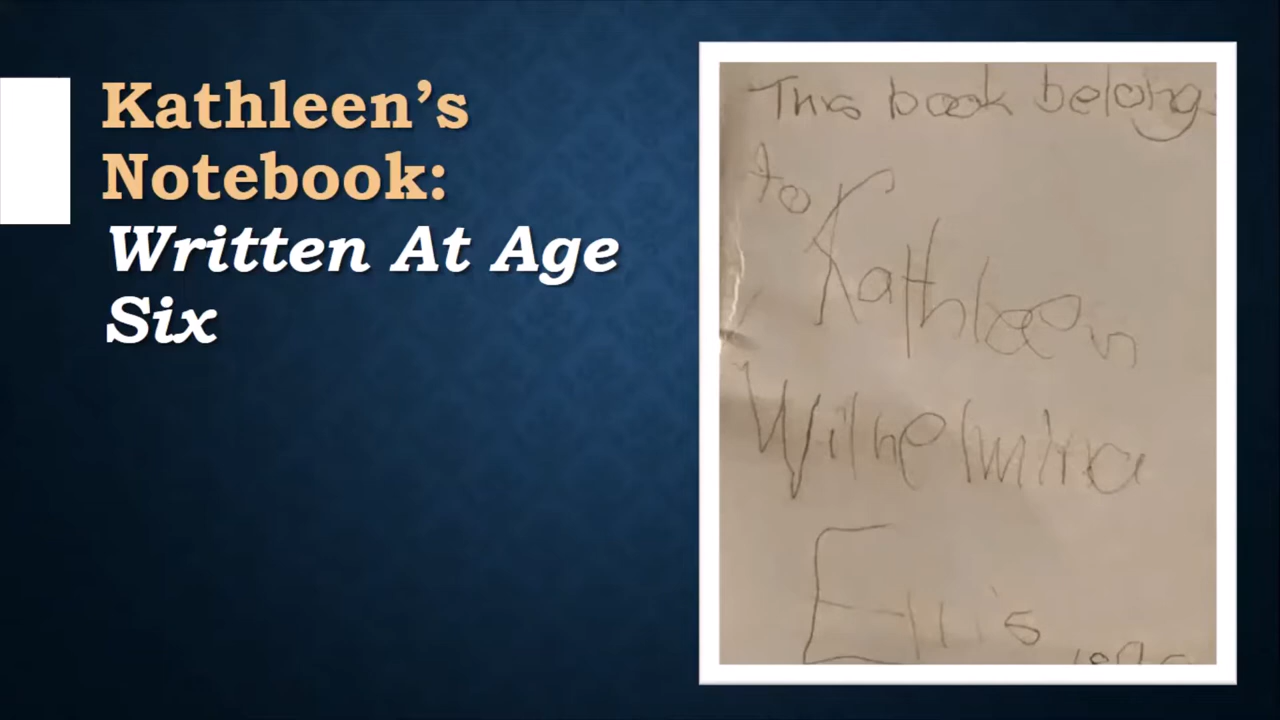 Kathleen's
Notebook:
Written At Age
Six
This book belongs
to
Kathleen
Wilhelmina
Ellis